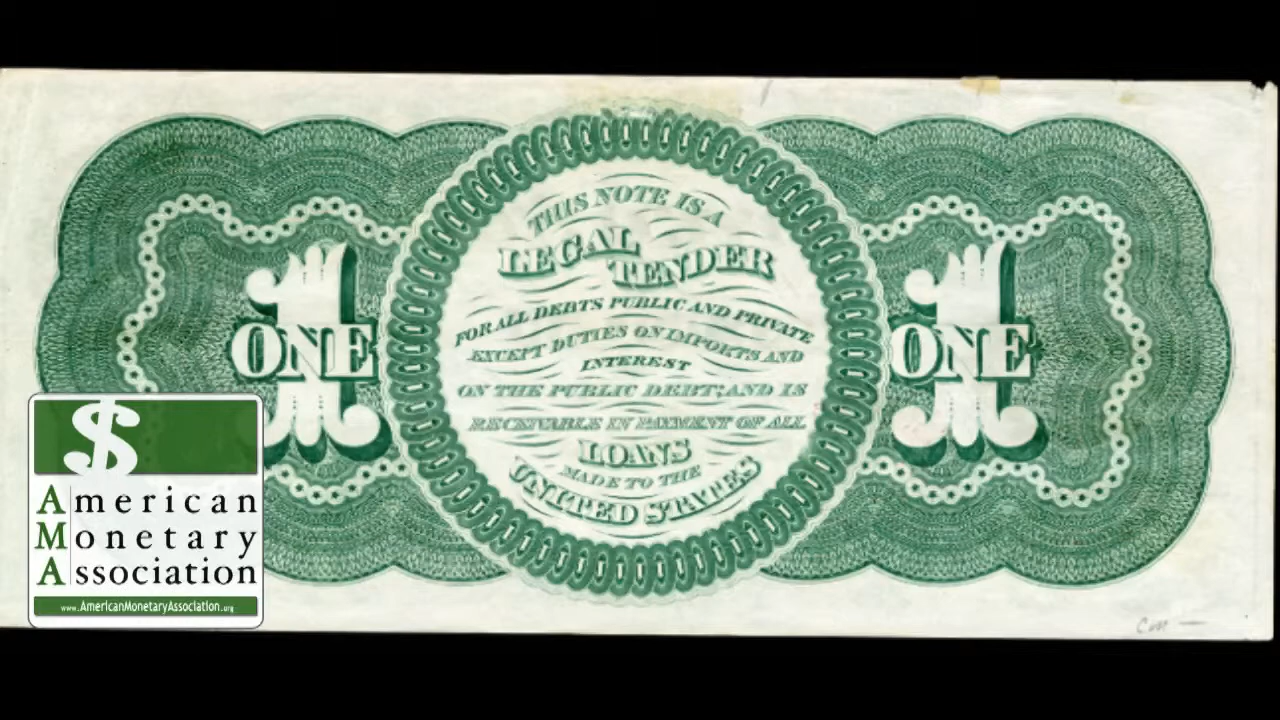 THIS NOTE IS A
LEGAL
TENDER
FOR ALL DEBTS PUBLIC AND PRIVATE
EXCEPT DUTIES ON IMPORTS AND
INTEREST
ON THE PUBLIC DEBT; AND IS
RECEIVABLE IN PAYMENT OF ALL
LOANS
MADE TO THE
UNITED STATES
1
ONE
1
ONE
$
American
Monetary
Association
www.AmericanMonetaryAssociation.org